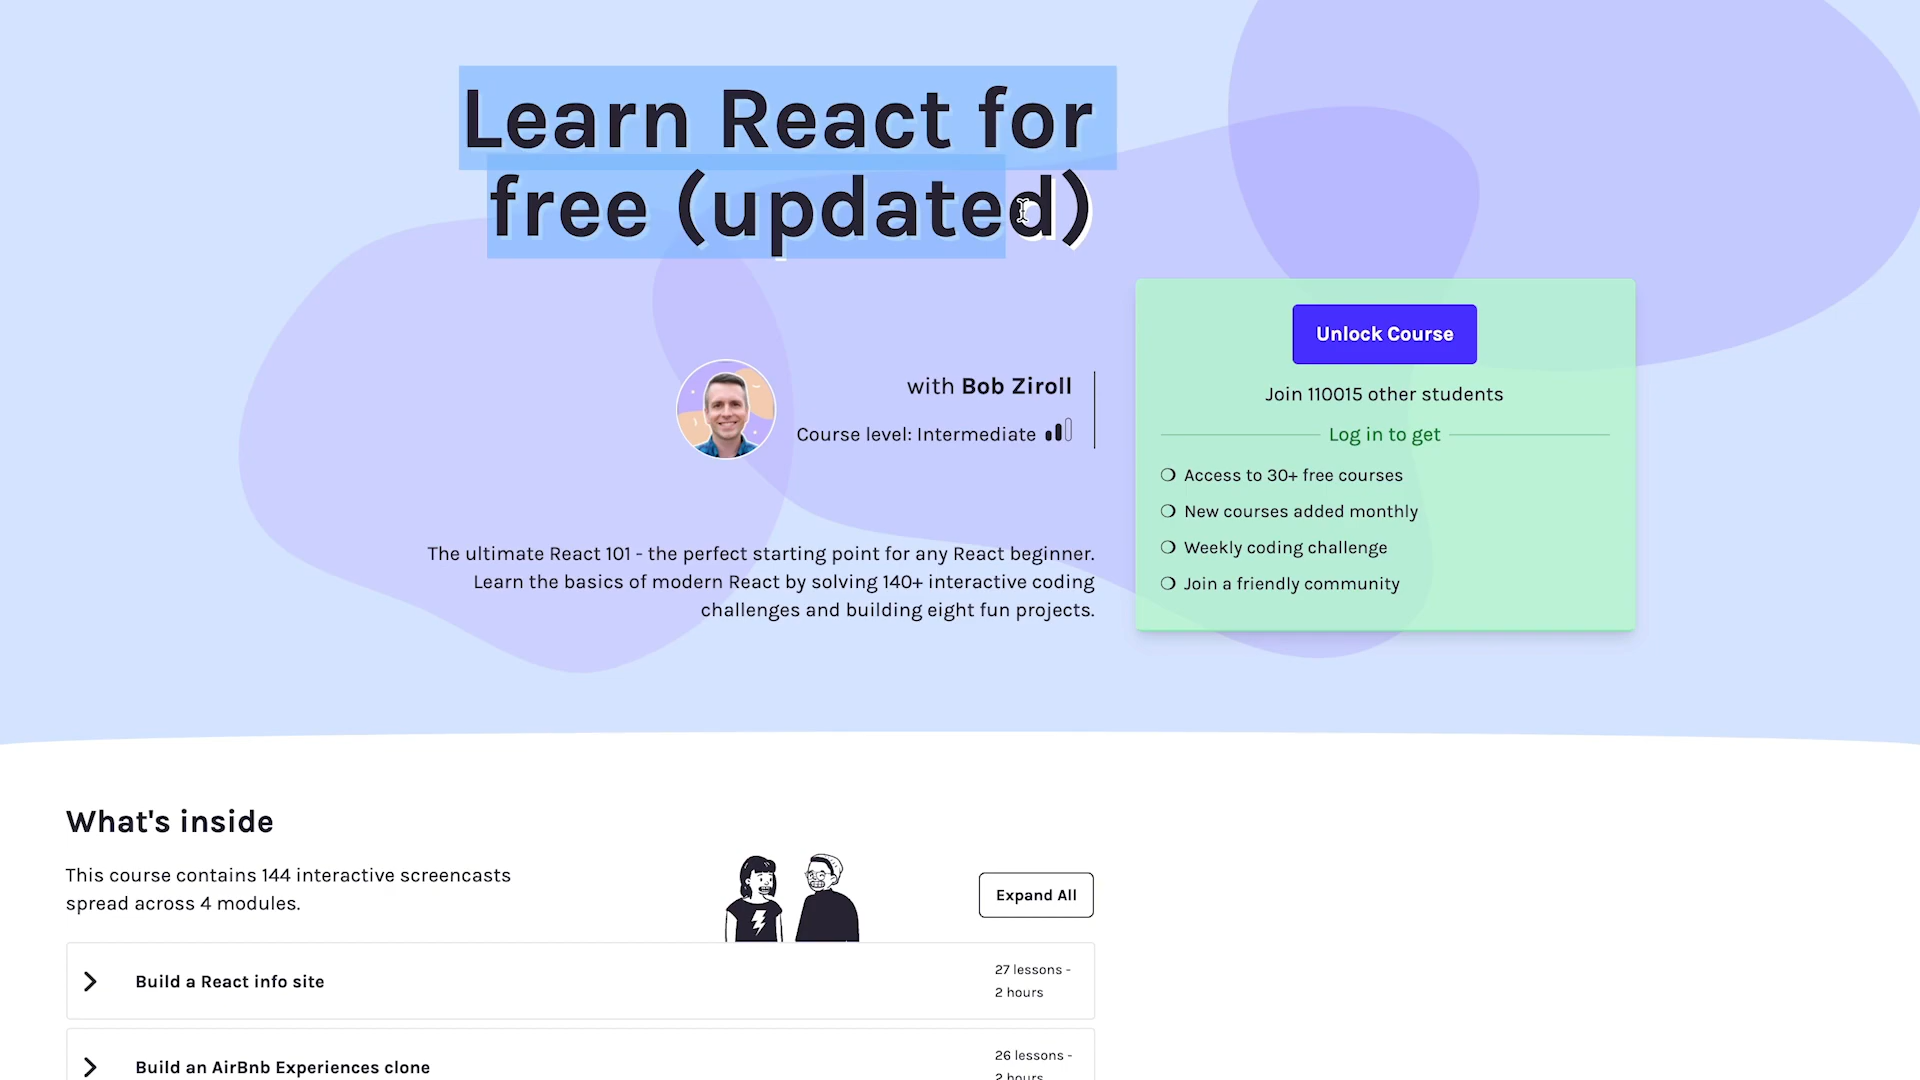 Learn React for
free (updated)
with Bob Ziroll
Course level: Intermediate
The ultimate React 101 - the perfect starting point for any React beginner.
Learn the basics of modern React by solving 140+ interactive coding
challenges and building eight fun projects.
Unlock Course
Join 110015 other students
Log in to get
Access to 30+ free courses
New courses added monthly
Weekly coding challenge
Join a friendly community
What's inside
This course contains 144 interactive screencasts
spread across 4 modules.
Expand All
Build a React info site
27 lessons -
2 hours
Build an AirBnb Experiences clone
26 lessons -
2 hours